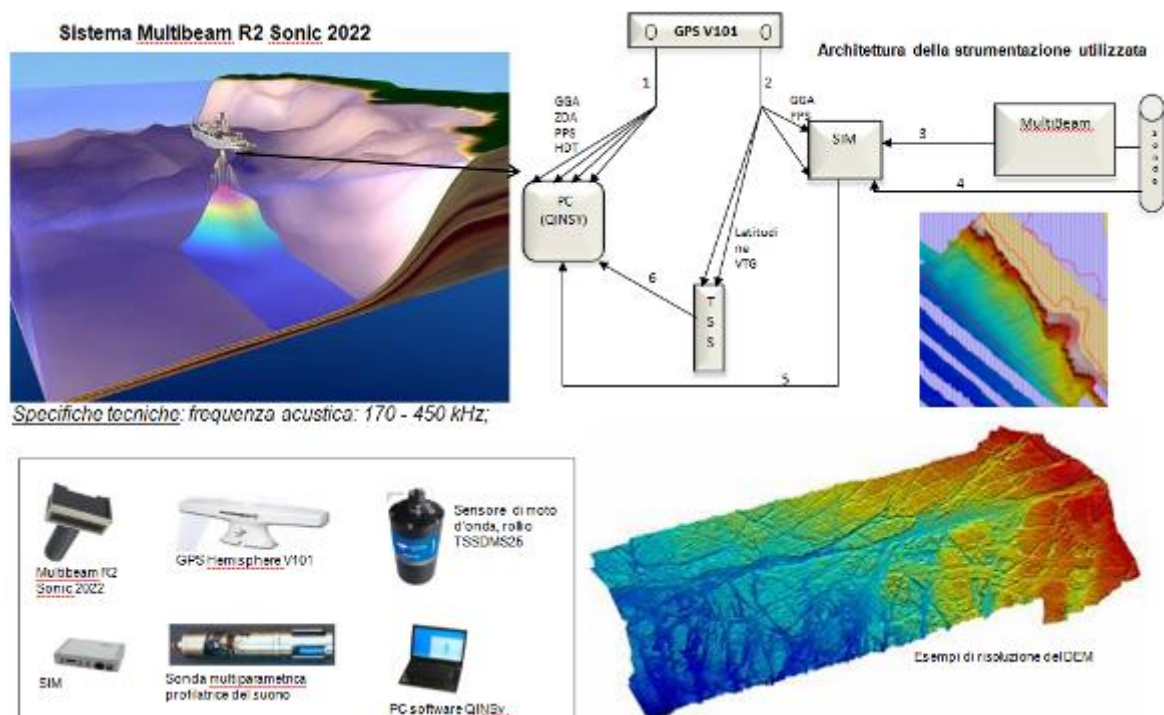 Sistema Multibeam R2 Sonic 2022
GPS V101
Architettura della strumentazione utilizzata
1
2
GGA
ZDA
PPS
HDT
GGA
PPS
SIM
3
MultiBeam
4
sonda
PC
(QINSY)
Latitudi
ne
VTG
6
T
S
S
5
Specifiche tecniche: frequenza acustica: 170 - 450 kHz;
Multibeam R2
Sonic 2022
GPS Hemisphere V101
Sensore di moto
d'onda, rollio
TSSDMS25
SIM
Sonda multiparametrica
profilatrice del suono
PC software QINSy
Esempi di risoluzione del DEM